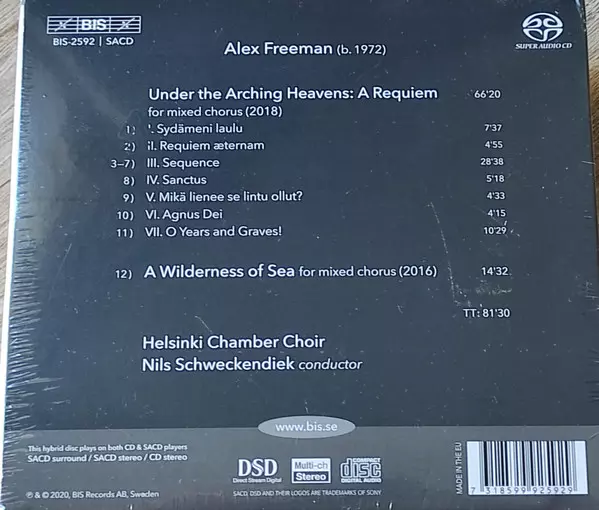 BIS
BIS-2592 | SACD
SUPER AUDIO CD
Alex Freeman (b. 1972)
Under the Arching Heavens: A Requiem 66'20
for mixed chorus (2018)
1) I. Sydämeni laulu 7'37
2) II. Requiem æternam 4'55
3–7) III. Sequence 28'38
8) IV. Sanctus 5'18
9) V. Mikä lienee se lintu ollut? 4'33
10) VI. Agnus Dei 4'15
11) VII. O Years and Graves! 10'29
12) A Wilderness of Sea for mixed chorus (2016) 14'32
TT: 81'30
Helsinki Chamber Choir
Nils Schweckendiek conductor
www.bis.se
This hybrid disc plays on both CD & SACD players
SACD surround / SACD stereo / CD stereo
℗ & © 2020, BIS Records AB, Sweden
DSD
Direct Stream Digital
Multi-ch
Stereo
COMPACT
disc
DIGITAL AUDIO
SACD, DSD AND THEIR LOGOS ARE TRADEMARKS OF SONY
MADE IN THE EU
7 318599 925929